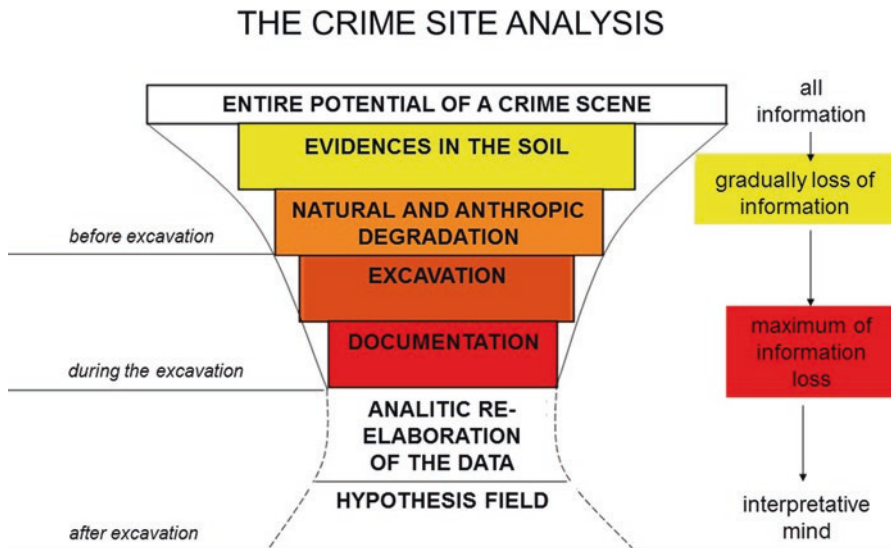 THE CRIME SITE ANALYSIS
ENTIRE POTENTIAL OF A CRIME SCENE
EVIDENCES IN THE SOIL
NATURAL AND ANTHROPIC
DEGRADATION
before excavation
EXCAVATION
DOCUMENTATION
during the excavation
ANALITIC RE-
ELABORATION
OF THE DATA
HYPOTHESIS FIELD
after excavation
all
information
gradually loss of
information
maximum of
information
loss
interpretative
mind